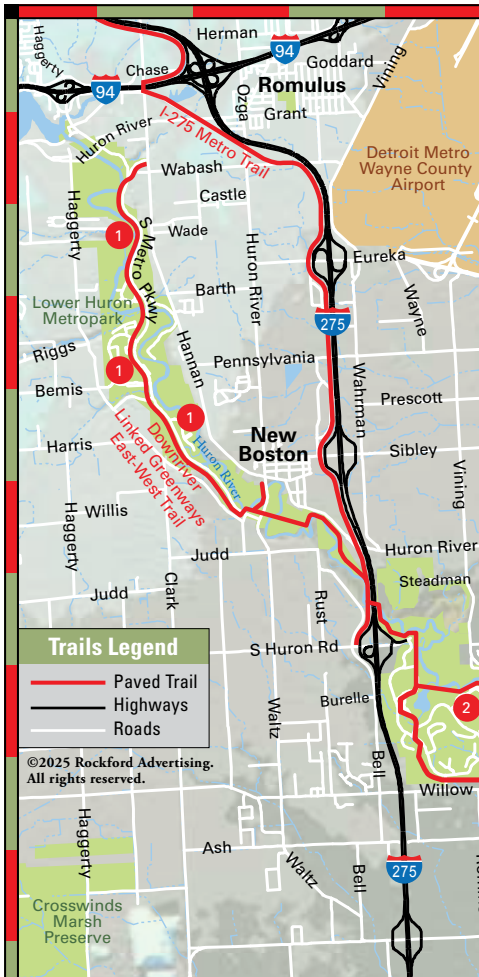 Haggerty
Herman
94
Goddard
Vining
Chase
94
Romulus
Ozga
Grant
Huron River
I-275 Metro Trail
Detroit Metro
Wayne County
Airport
Wabash
Castle
Haggerty
1
S Metro Pkwy
Wade
Huron River
Eureka
Barth
Wayne
Lower Huron
Metropark
275
Hannan
Riggs
Pennsylvania
Wahrman
1
Bemis
Prescott
1
New
Boston
Harris
Downriver
Linked Greenways
East-West Trail
Huron River
Sibley
Vining
Haggerty
Willis
Judd
Huron River
Clark
Steadman
Judd
Rust
Trails Legend
S Huron Rd
Paved Trail
Highways
Roads
Waltz
Burelle
2
Bell
©2025 Rockford Advertising.
All rights reserved.
Willow
Haggerty
Ash
Waltz
Bell
275
Crosswinds
Marsh
Preserve